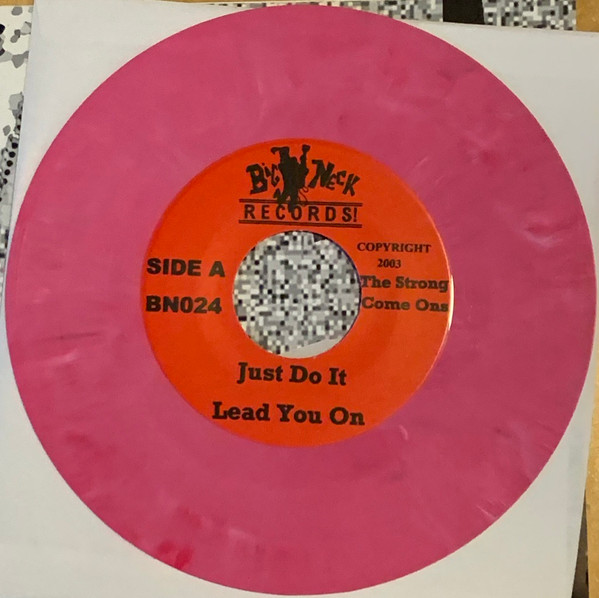 Big Neck
RECORDS!
SIDE A
BN024
COPYRIGHT
2003
The Strong
Come Ons
Just Do It
Lead You On